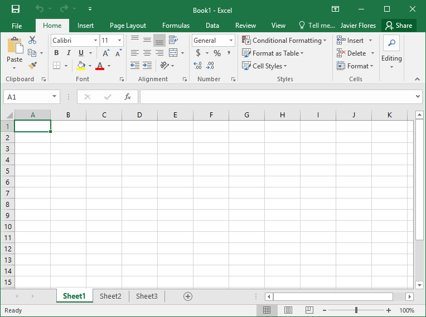 Book1 - Excel
File Home Insert Page Layout Formulas Data Review View Tell me... Javier Flores Share
Paste
Calibri 11
B I U
A A
A
General
$ % ,
Conditional Formatting
Format as Table
Cell Styles
Insert
Delete
Format
Editing
Clipboard Font Alignment Number Styles Cells
A1 fx
A B C D E F G H I J K
1
2
3
4
5
6
7
8
9
10
11
12
13
14
15
Sheet1 Sheet2 Sheet3
Ready 100%